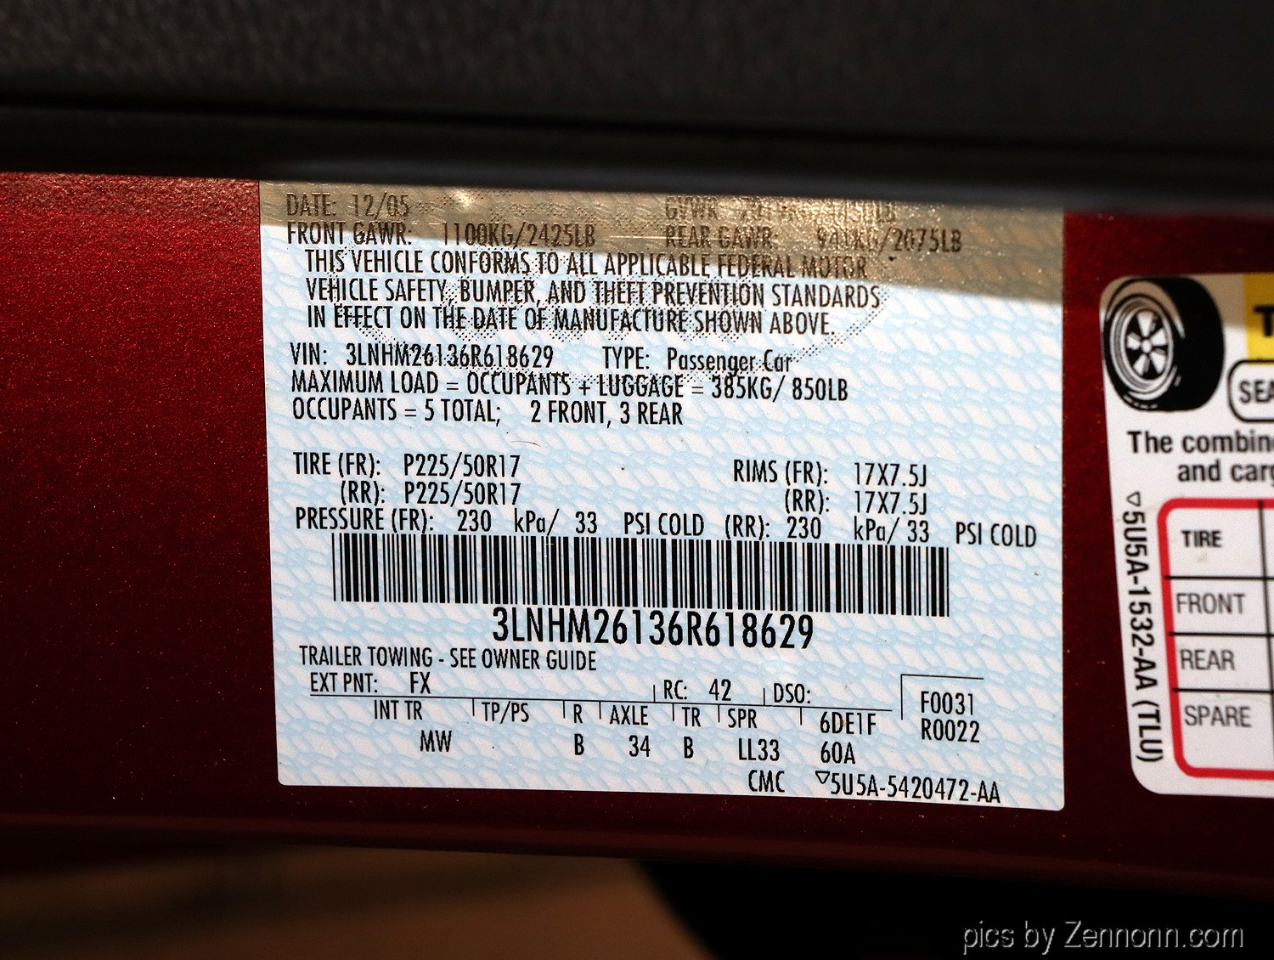 DATE: 12/05 GVWR
FRONT GAWR: 1100KG/2425LB REAR GAWR: 941KG/2075LB
THIS VEHICLE CONFORMS TO ALL APPLICABLE FEDERAL MOTOR
VEHICLE SAFETY, BUMPER, AND THEFT PREVENTION STANDARDS
IN EFFECT ON THE DATE OF MANUFACTURE SHOWN ABOVE.
VIN: 3LNHM26136R618629 TYPE: Passenger Car
MAXIMUM LOAD = OCCUPANTS + LUGGAGE = 385KG/ 850LB
OCCUPANTS = 5 TOTAL; 2 FRONT, 3 REAR
TIRE (FR): P225/50R17 RIMS (FR): 17X7.5J
(RR): P225/50R17 (RR): 17X7.5J
PRESSURE (FR): 230 kPa/ 33 PSI COLD (RR): 230 kPa/ 33 PSI COLD
3LNHM26136R618629
TRAILER TOWING - SEE OWNER GUIDE
EXT PNT: FX RC: 42 DSO: F0031
INT TR TP/PS R AXLE TR SPR 6DE1F R0022
MW B 34 B LL33 60A
CMC ▽5U5A-5420472-AA
T
SEA
The combin
and carg
▽5U5A-1532-AA (TLU)
TIRE
FRONT
REAR
SPARE
pics by Zennonn.com